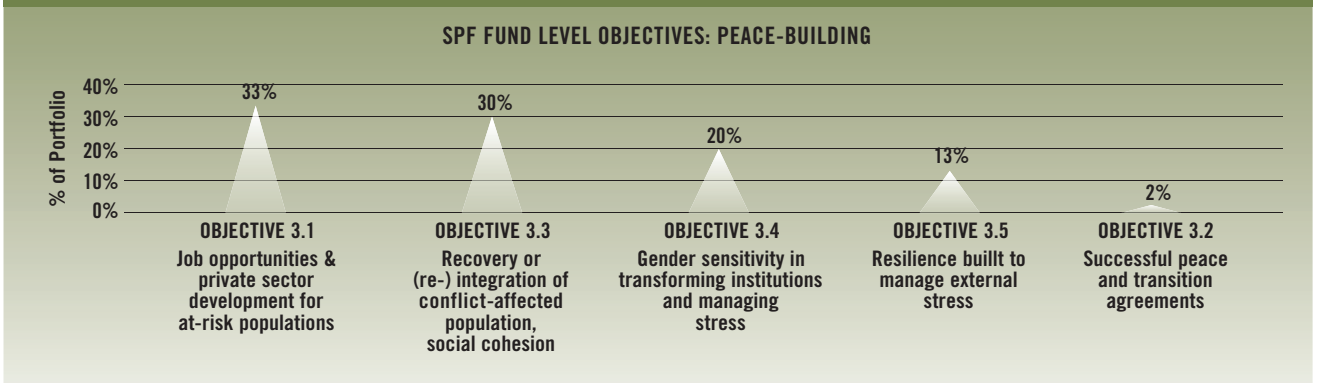 SPF FUND LEVEL OBJECTIVES: PEACE-BUILDING
% of Portfolio
40%
30%
20%
10%
0%
33%
30%
20%
13%
2%
OBJECTIVE 3.1
Job opportunities &
private sector
development for
at-risk populations
OBJECTIVE 3.3
Recovery or
(re-) integration of
conflict-affected
population,
social cohesion
OBJECTIVE 3.4
Gender sensitivity in
transforming institutions
and managing
stress
OBJECTIVE 3.5
Resilience buillt to
manage external
stress
OBJECTIVE 3.2
Successful peace
and transition
agreements